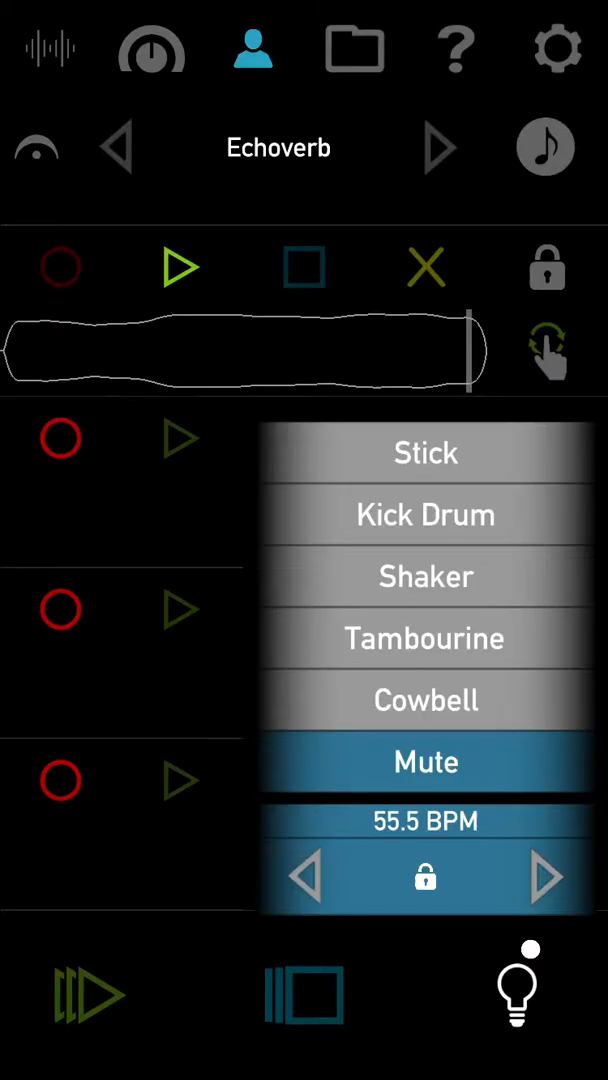 Echoverb
Stick
Kick Drum
Shaker
Tambourine
Cowbell
Mute
55.5 BPM